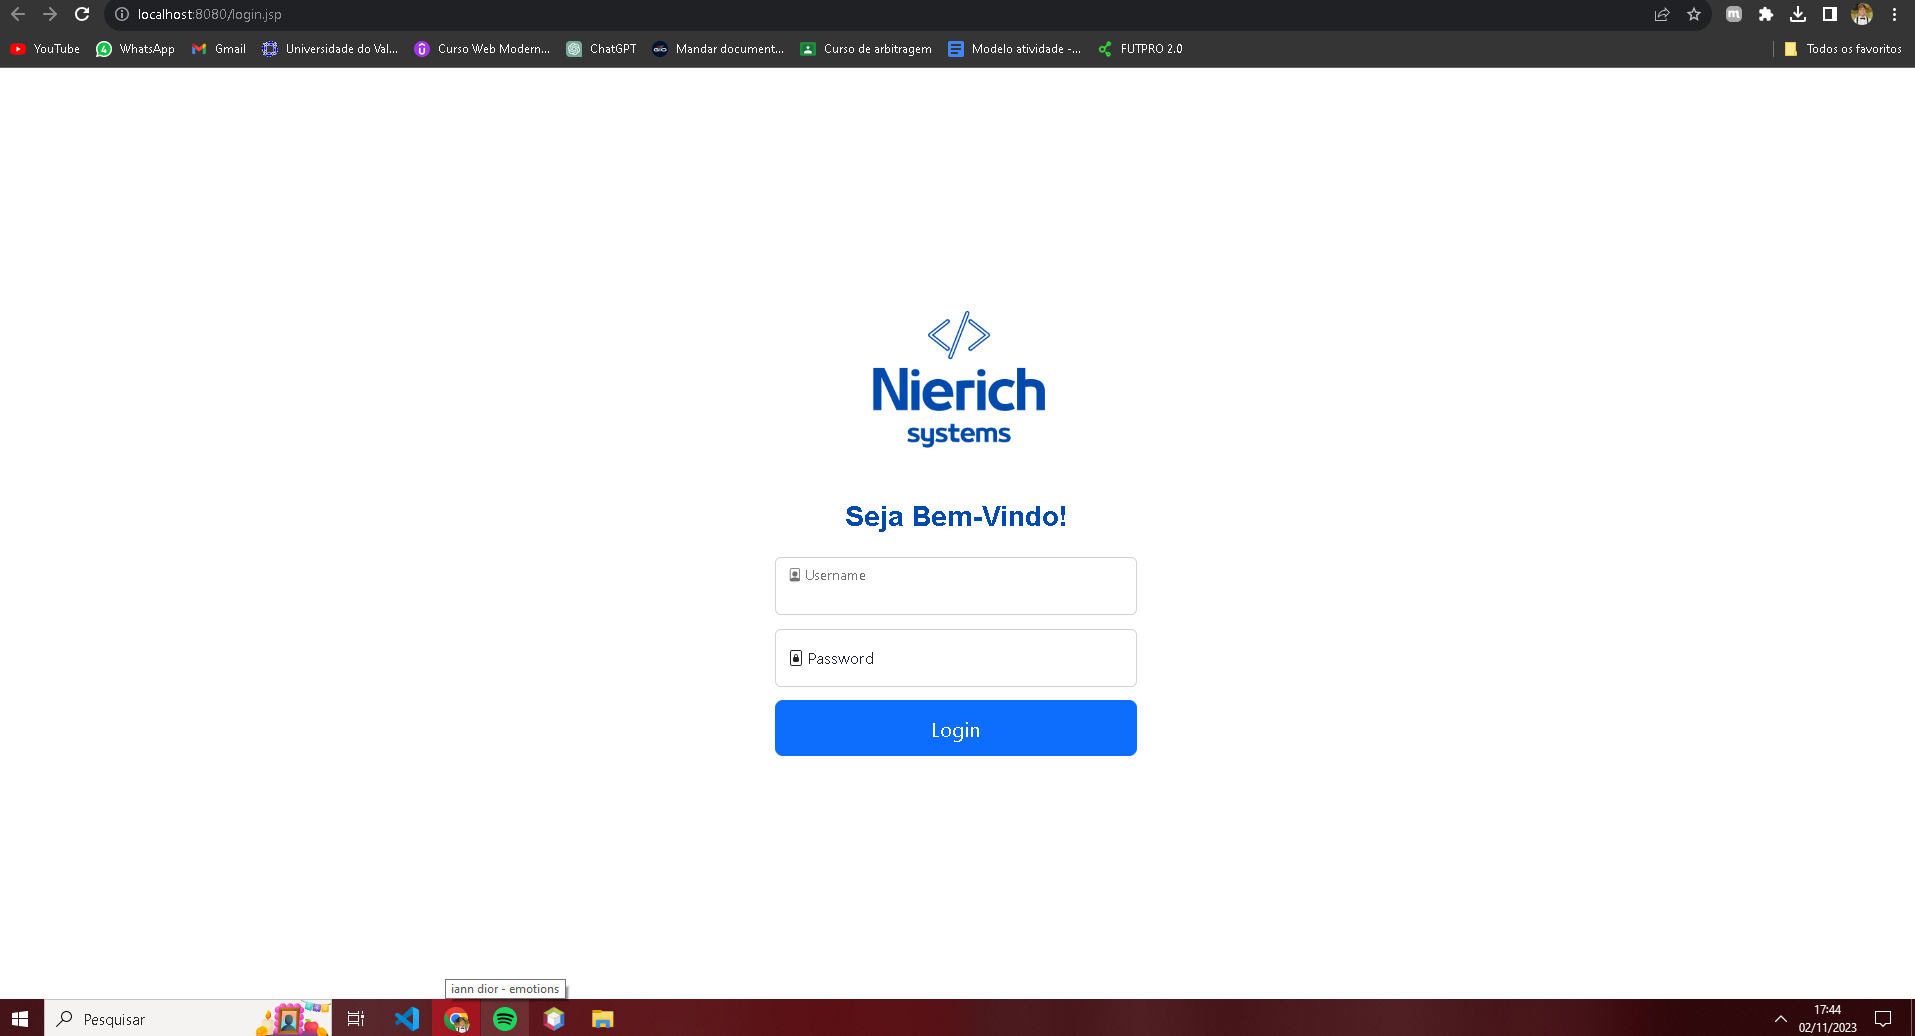 localhost:8080/login.jsp
YouTube WhatsApp Gmail Universidade do Val... Curso Web Modern... ChatGPT Mandar document... Curso de arbitragem Modelo atividade -... FUTPRO 2.0 Todos os favoritos
</>
Nierich
systems
Seja Bem-Vindo!
Username
Password
Login
iann dior - emotions
Pesquisar
17:44
02/11/2023